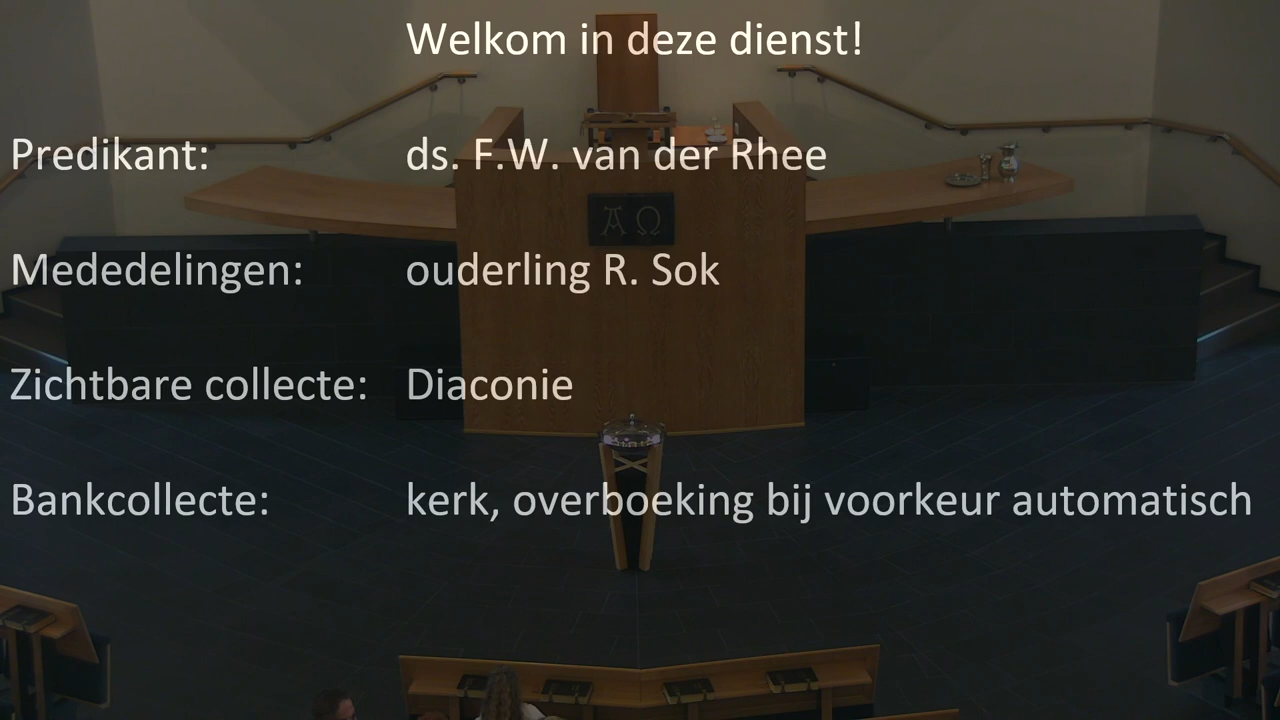 Welkom in deze dienst!
Predikant: ds. F.W. van der Rhee
ΑΩ
Mededelingen: ouderling R. Sok
Zichtbare collecte: Diaconie
Bankcollecte: kerk, overboeking bij voorkeur automatisch